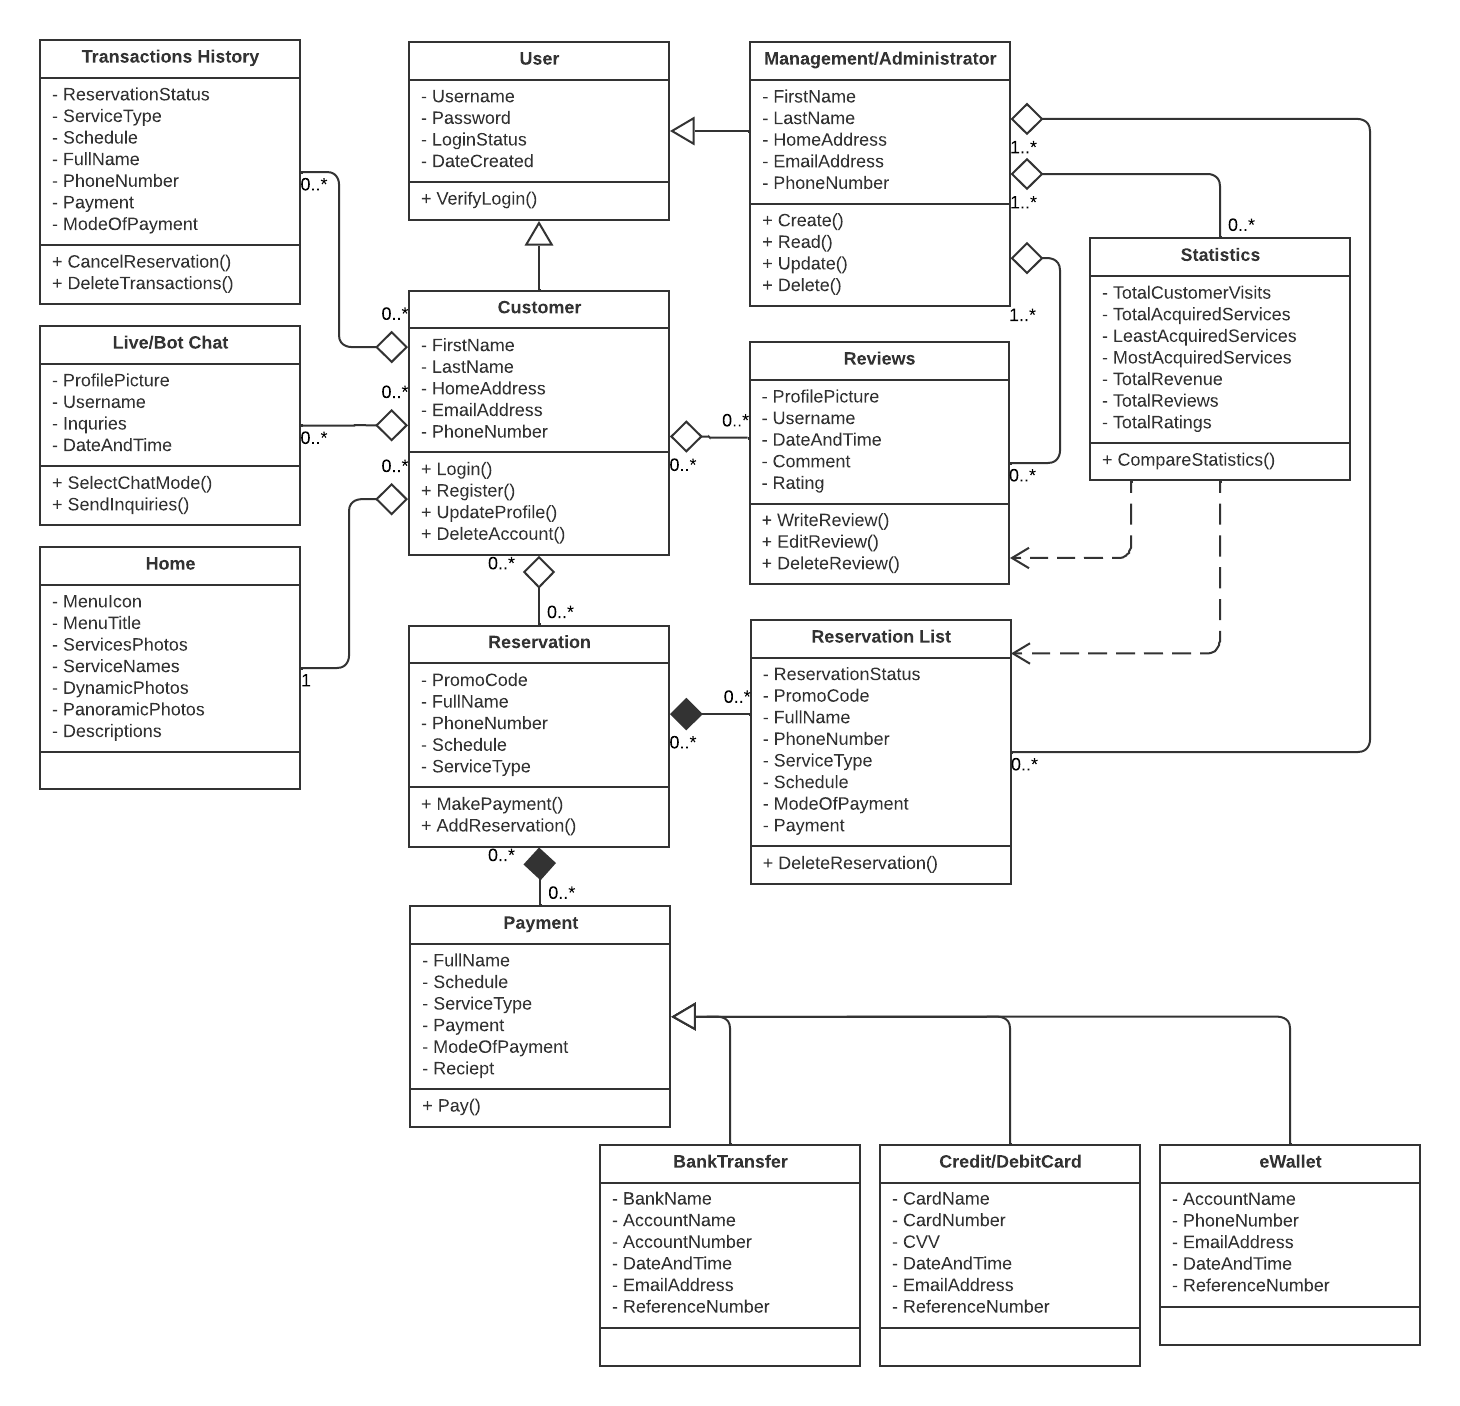 Transactions History
- ReservationStatus
- ServiceType
- Schedule
- FullName
- PhoneNumber
- Payment
- ModeOfPayment
+ CancelReservation()
+ DeleteTransactions()
0..*
User
- Username
- Password
- LoginStatus
- DateCreated
+ VerifyLogin()
Management/Administrator
- FirstName
- LastName
- HomeAddress
- EmailAddress
- PhoneNumber
+ Create()
+ Read()
+ Update()
+ Delete()
1..*
1..*
1..*
0..*
Statistics
- TotalCustomerVisits
- TotalAcquiredServices
- LeastAcquiredServices
- MostAcquiredServices
- TotalRevenue
- TotalReviews
- TotalRatings
+ CompareStatistics()
Live/Bot Chat
- ProfilePicture
- Username
- Inquries
- DateAndTime
+ SelectChatMode()
+ SendInquiries()
0..*
0..*
0..*
0..*
Customer
- FirstName
- LastName
- HomeAddress
- EmailAddress
- PhoneNumber
+ Login()
+ Register()
+ UpdateProfile()
+ DeleteAccount()
0..*
0..*
Reviews
- ProfilePicture
- Username
- DateAndTime
- Comment
- Rating
+ WriteReview()
+ EditReview()
+ DeleteReview()
0..*
Home
- MenuIcon
- MenuTitle
- ServicesPhotos
- ServiceNames
- DynamicPhotos
- PanoramicPhotos
- Descriptions
1
0..*
0..*
Reservation
- PromoCode
- FullName
- PhoneNumber
- Schedule
- ServiceType
+ MakePayment()
+ AddReservation()
0..*
0..*
Reservation List
- ReservationStatus
- PromoCode
- FullName
- PhoneNumber
- ServiceType
- Schedule
- ModeOfPayment
- Payment
+ DeleteReservation()
0..*
0..*
0..*
Payment
- FullName
- Schedule
- ServiceType
- Payment
- ModeOfPayment
- Reciept
+ Pay()
BankTransfer
- BankName
- AccountName
- AccountNumber
- DateAndTime
- EmailAddress
- ReferenceNumber
Credit/DebitCard
- CardName
- CardNumber
- CVV
- DateAndTime
- EmailAddress
- ReferenceNumber
eWallet
- AccountName
- PhoneNumber
- EmailAddress
- DateAndTime
- ReferenceNumber